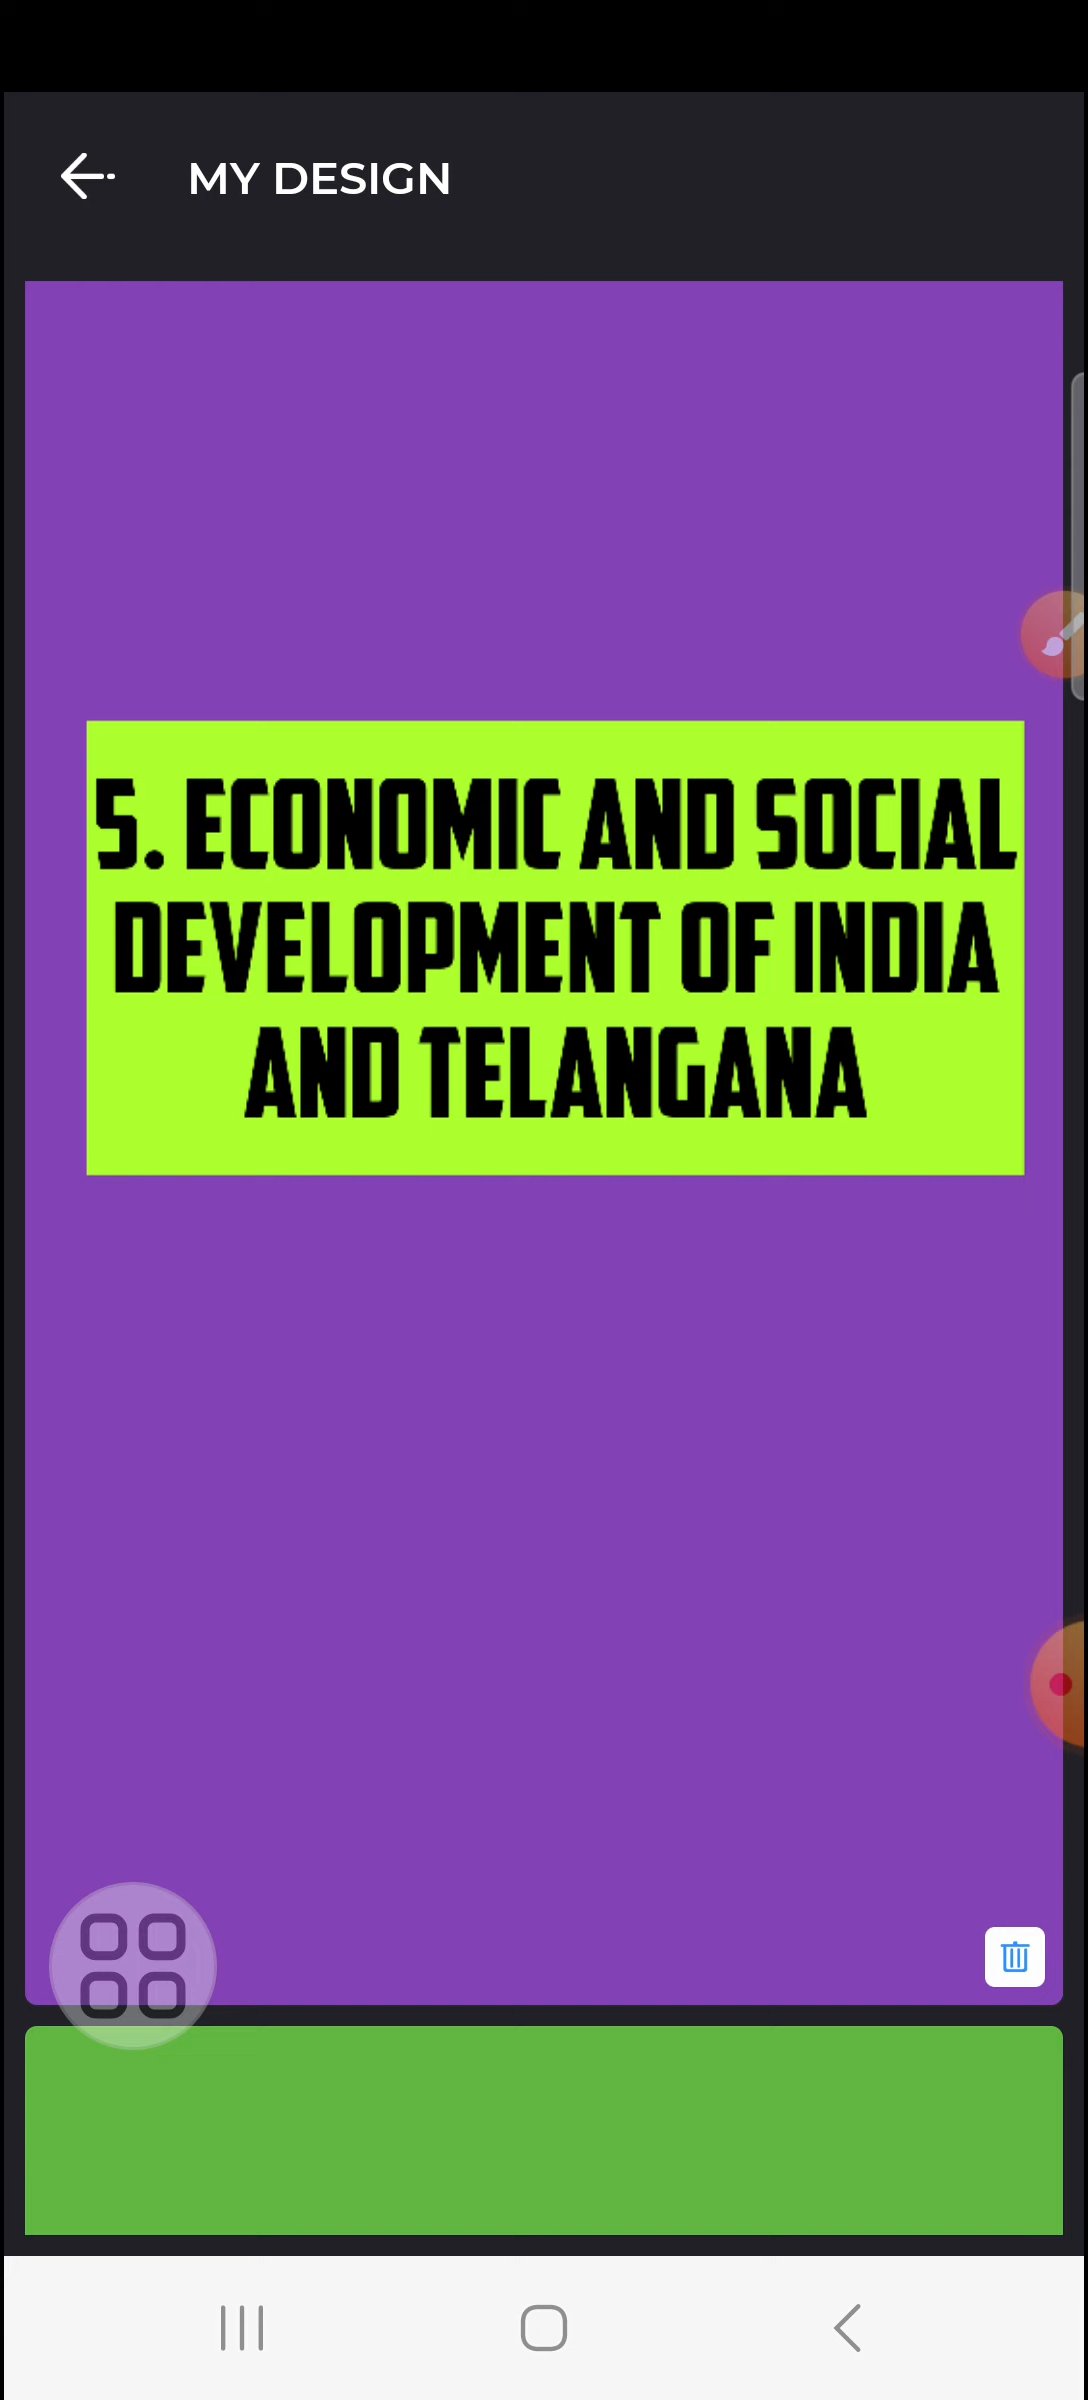 MY DESIGN
5. ECONOMIC AND SOCIAL
DEVELOPMENT OF INDIA
AND TELANGANA